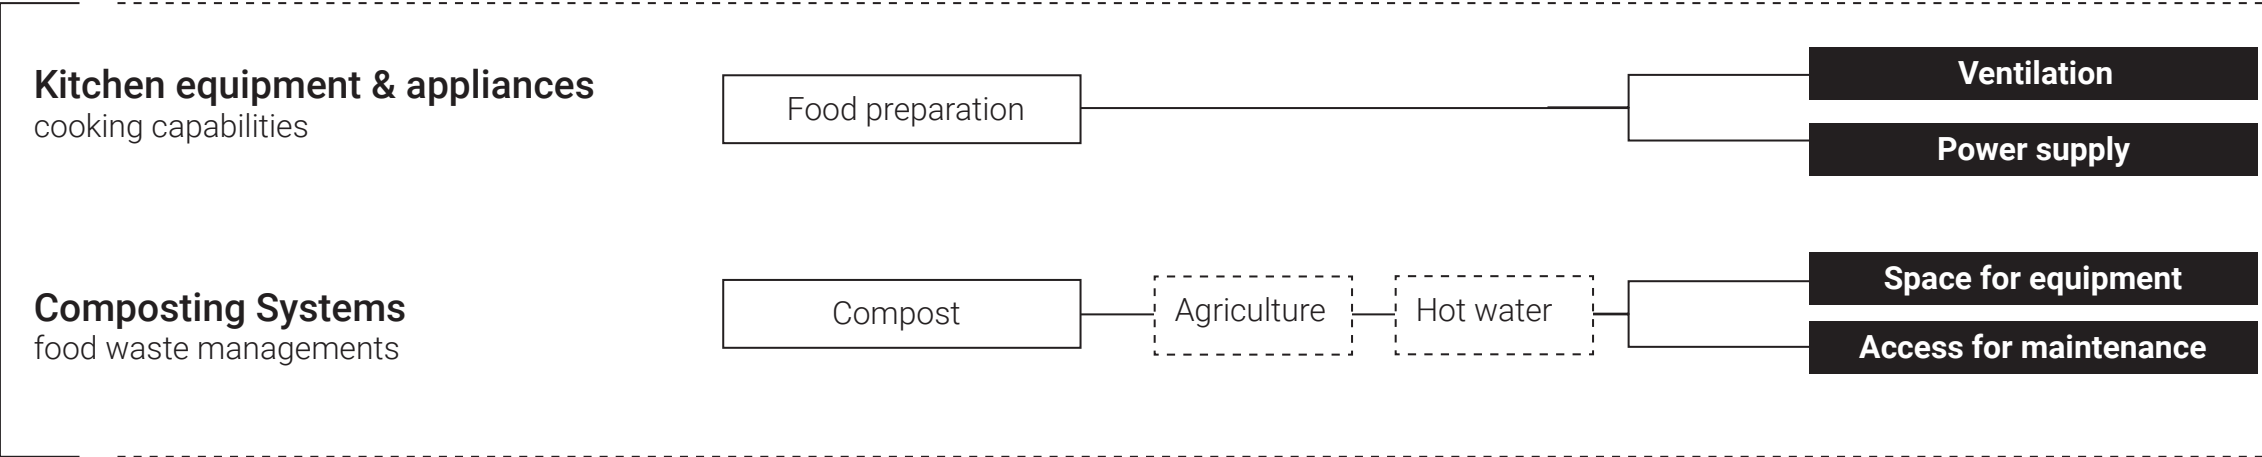 Kitchen equipment & appliances
cooking capabilities
Food preparation
Ventilation
Power supply
Composting Systems
food waste managements
Compost
Agriculture
Hot water
Space for equipment
Access for maintenance